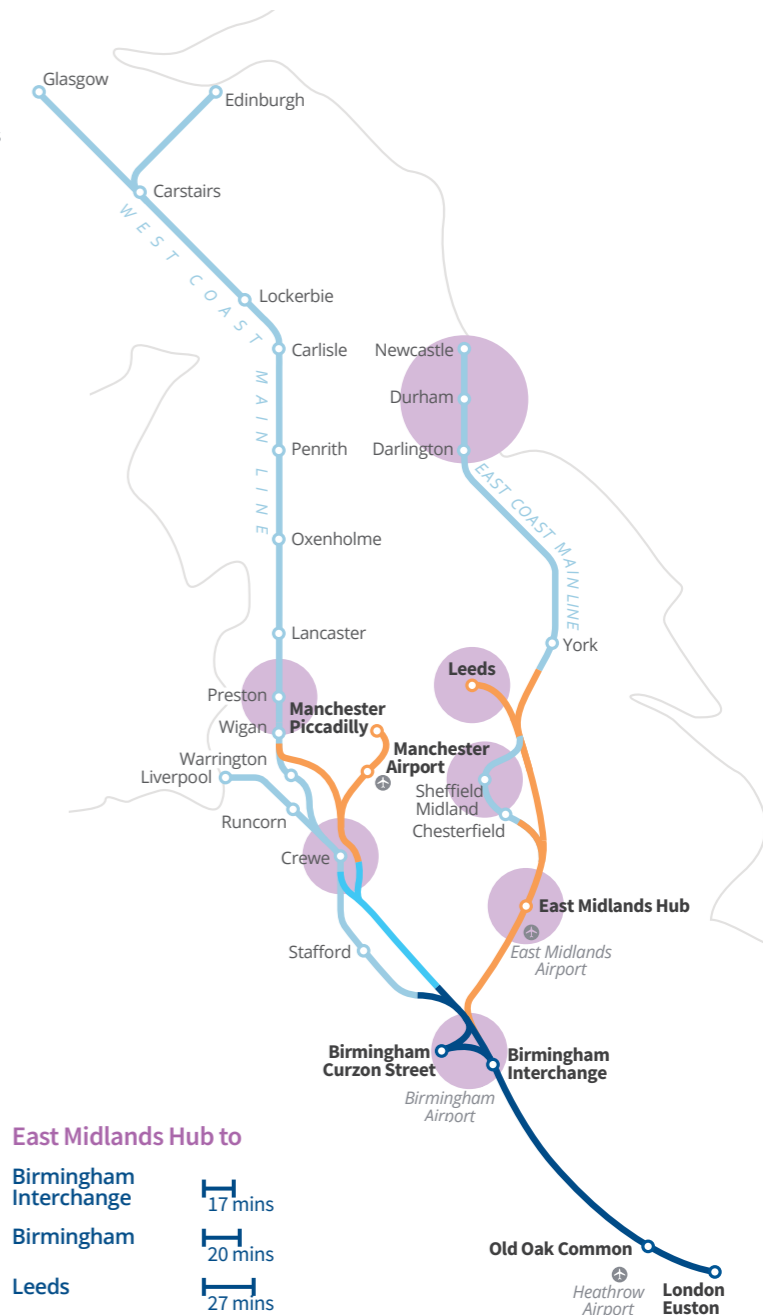 Glasgow
Edinburgh
Carstairs
WEST COAST MAIN LINE
Lockerbie
Carlisle
Newcastle
Durham
Penrith
Darlington
EAST COAST MAIN LINE
Oxenholme
Lancaster
York
Leeds
Preston
Manchester
Piccadilly
Wigan
Manchester
Airport
Warrington
Liverpool
Sheffield
Midland
Runcorn
Chesterfield
Crewe
East Midlands Hub
East Midlands
Airport
Stafford
Birmingham
Curzon Street
Birmingham
Interchange
Birmingham
Airport
East Midlands Hub to
Birmingham
Interchange
17 mins
Birmingham
20 mins
Leeds
27 mins
Old Oak Common
Heathrow
Airport
London
Euston